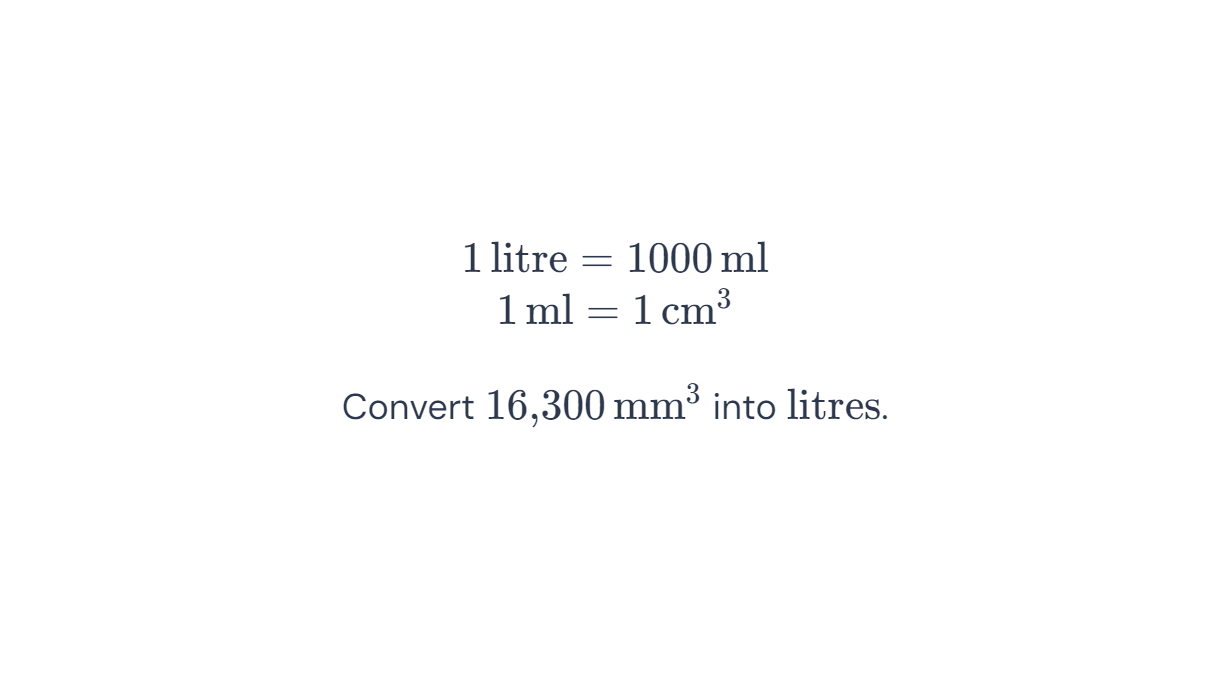 1 litre = 1000 ml
1 ml = 1 cm³
Convert 16,300 mm³ into litres.